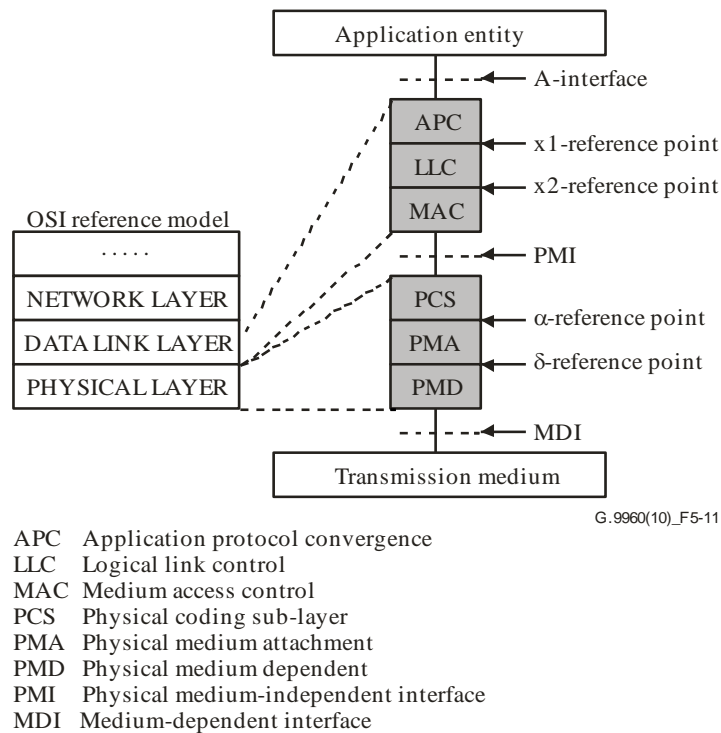 Application entity
A-interface
APC
x1-reference point
LLC
x2-reference point
MAC
OSI reference model
.....
PMI
NETWORK LAYER
PCS
α-reference point
DATA LINK LAYER
PMA
δ-reference point
PHYSICAL LAYER
PMD
MDI
Transmission medium
G.9960(10)_F5-11
APC Application protocol convergence
LLC Logical link control
MAC Medium access control
PCS Physical coding sub-layer
PMA Physical medium attachment
PMD Physical medium dependent
PMI Physical medium-independent interface
MDI Medium-dependent interface